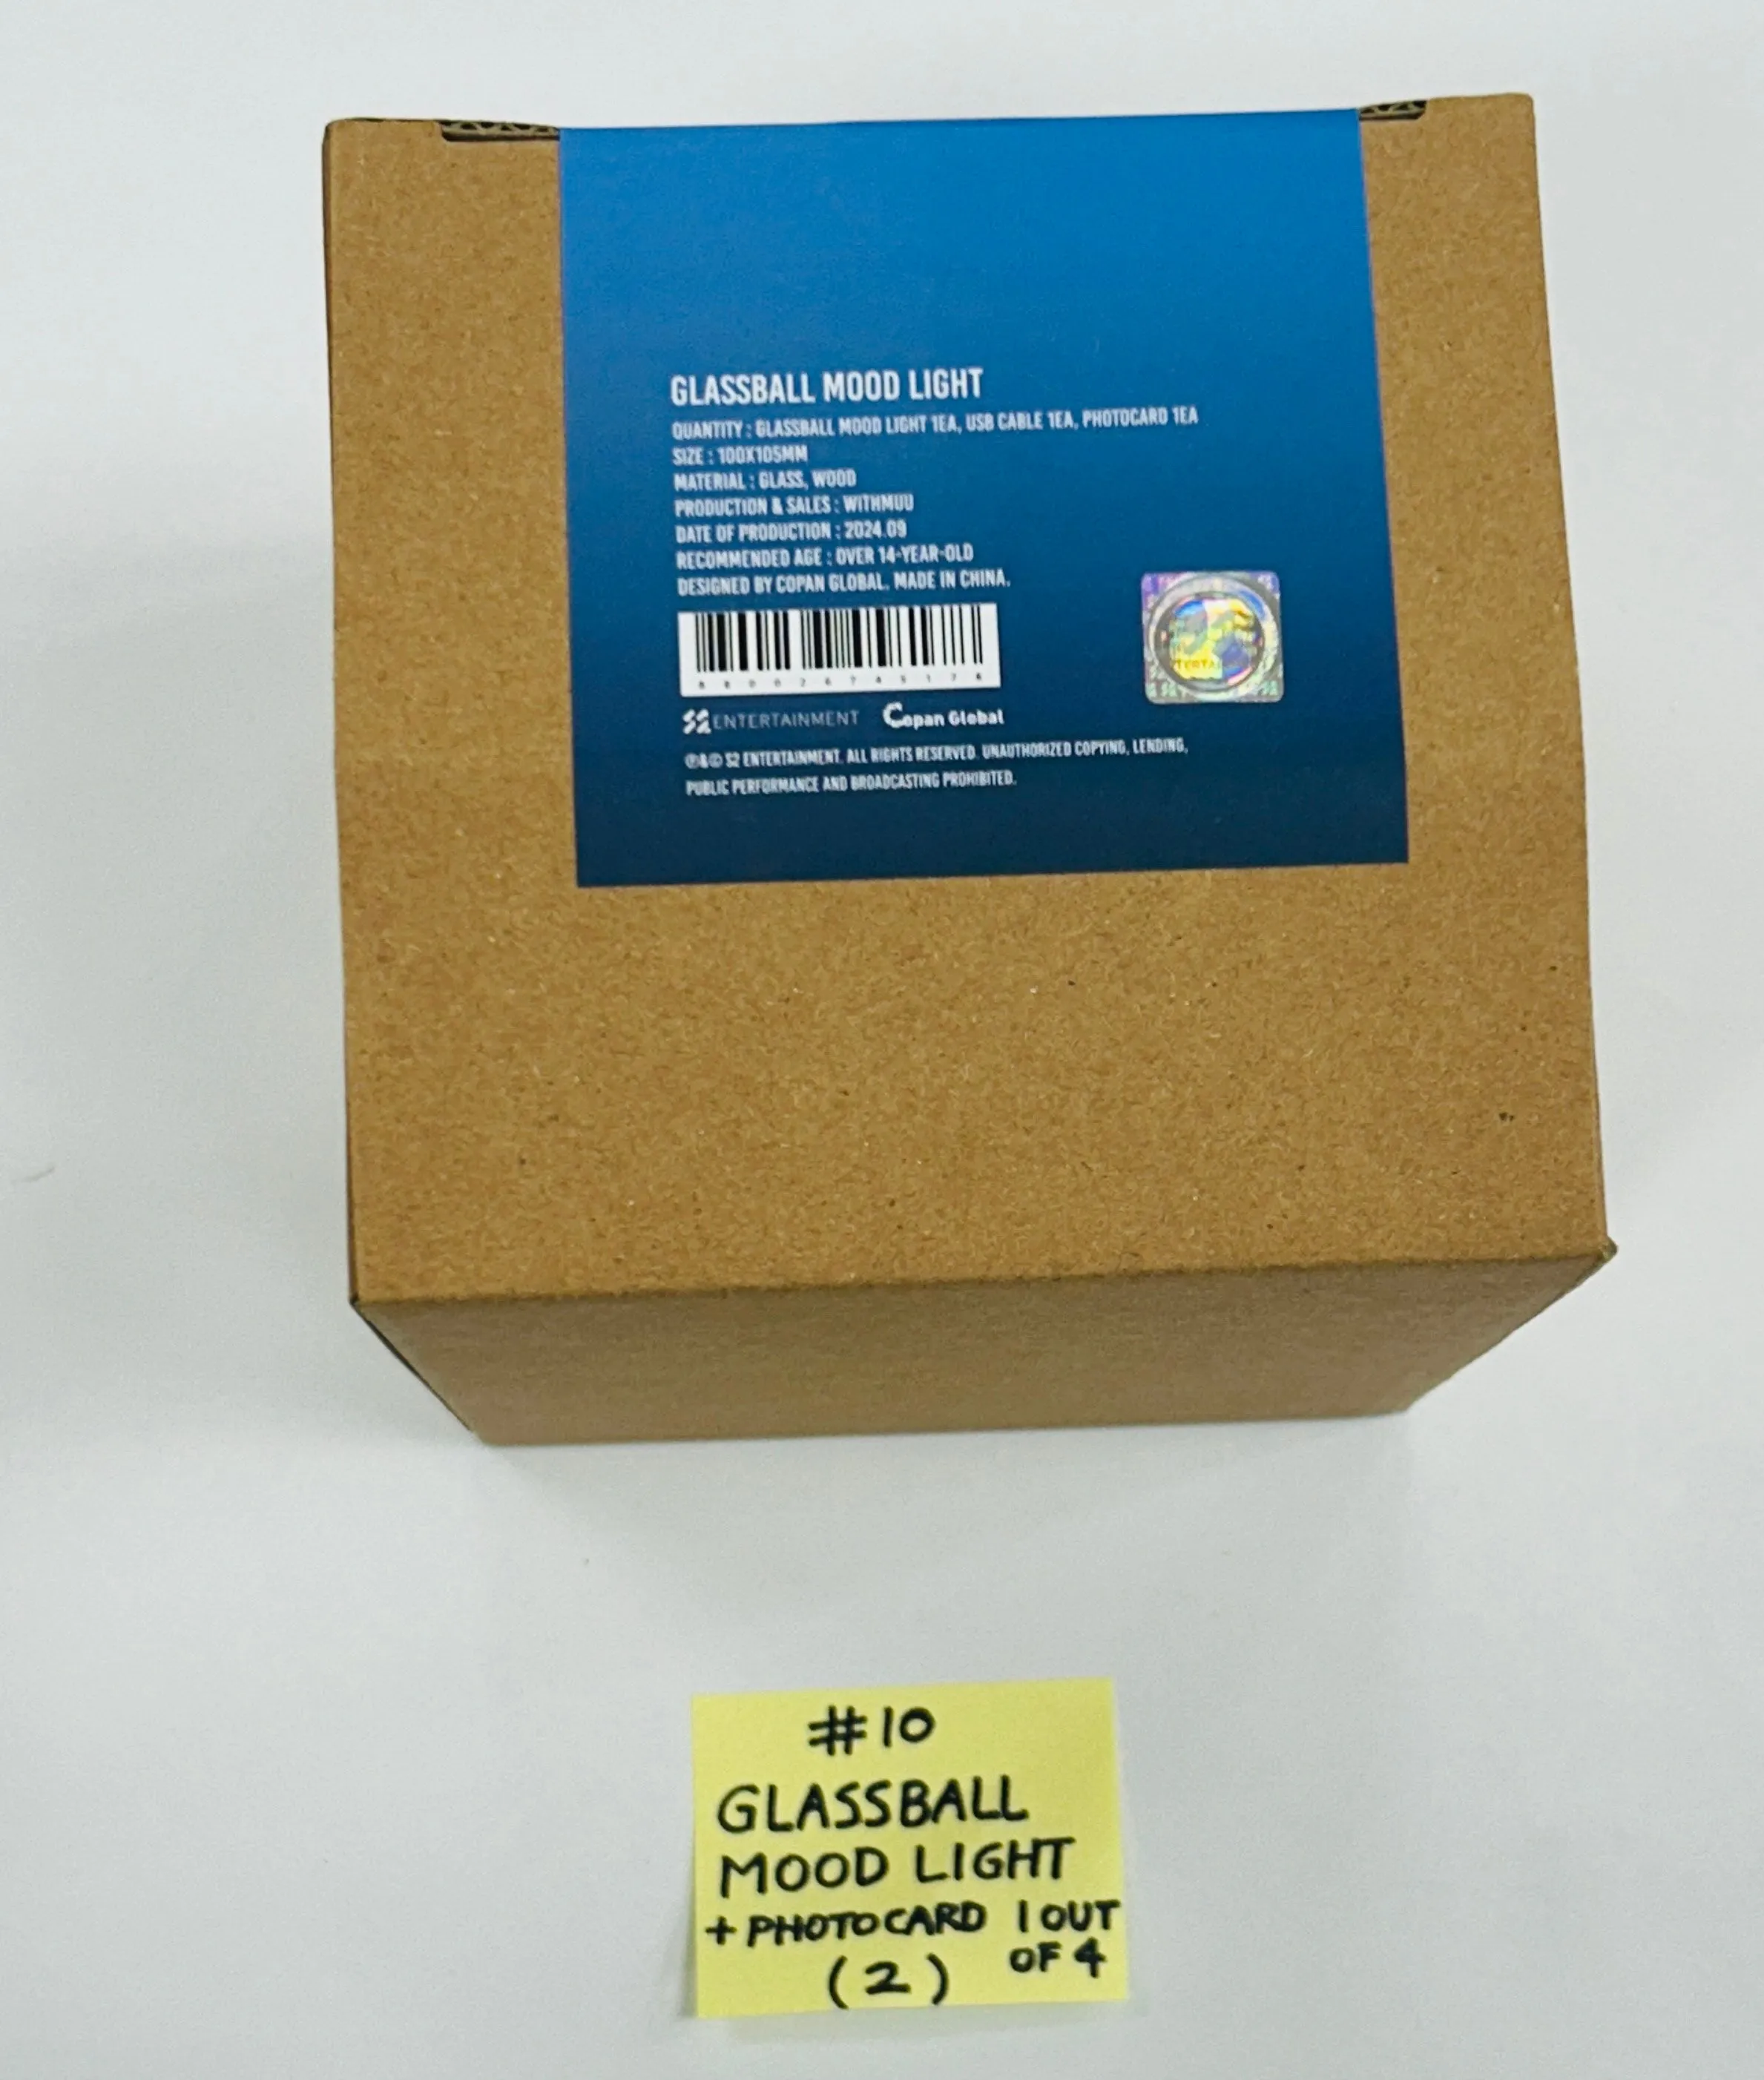 GLASSBALL MOOD LIGHT
QUANTITY : GLASSBALL MOOD LIGHT 1EA, USB CABLE 1EA, PHOTOCARD 1EA
SIZE : 100X105MM
MATERIAL : GLASS, WOOD
PRODUCTION & SALES : WITHMUU
DATE OF PRODUCTION : 2024.09
RECOMMENDED AGE : OVER 14-YEAR-OLD
DESIGNED BY COPAN GLOBAL. MADE IN CHINA.
S2 ENTERTAINMENT Copan Global
Ⓟ&© S2 ENTERTAINMENT. ALL RIGHTS RESERVED. UNAUTHORIZED COPYING, LENDING,
PUBLIC PERFORMANCE AND BROADCASTING PROHIBITED.
#10
GLASSBALL
MOOD LIGHT
+ PHOTOCARD 1 OUT
OF 4
(2)